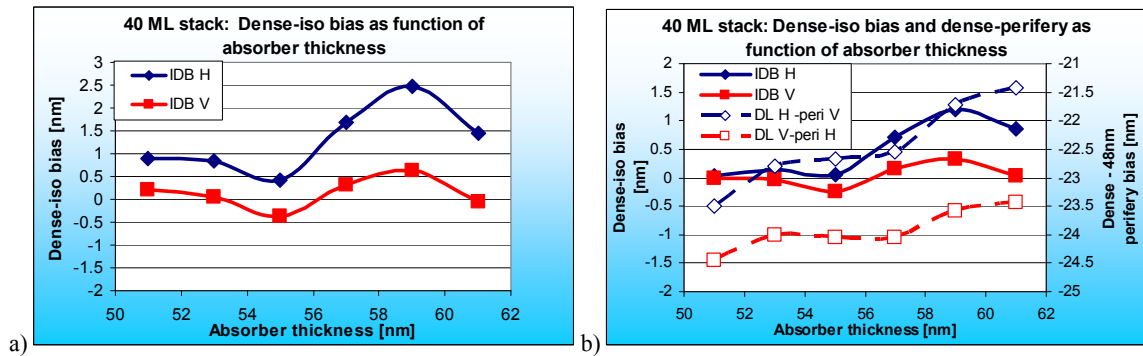 40 ML stack: Dense-iso bias as function of
absorber thickness
IDB H
IDB V
Dense-iso bias [nm]
3
2.5
2
1.5
1
0.5
0
-0.5
-1
-1.5
-2
50 52 54 56 58 60 62
Absorber thickness [nm]
a)
40 ML stack: Dense-iso bias and dense-perifery as
function of absorber thickness
IDB H
IDB V
DL H -peri V
DL V-peri H
Dense-iso bias
[nm]
2
1.5
1
0.5
0
-0.5
-1
-1.5
-2
-21
-21.5
-22
-22.5
-23
-23.5
-24
-24.5
-25
Dense - 48nm
perifery bias [nm]
50 52 54 56 58 60 62
Absorber thickness [nm]
b)